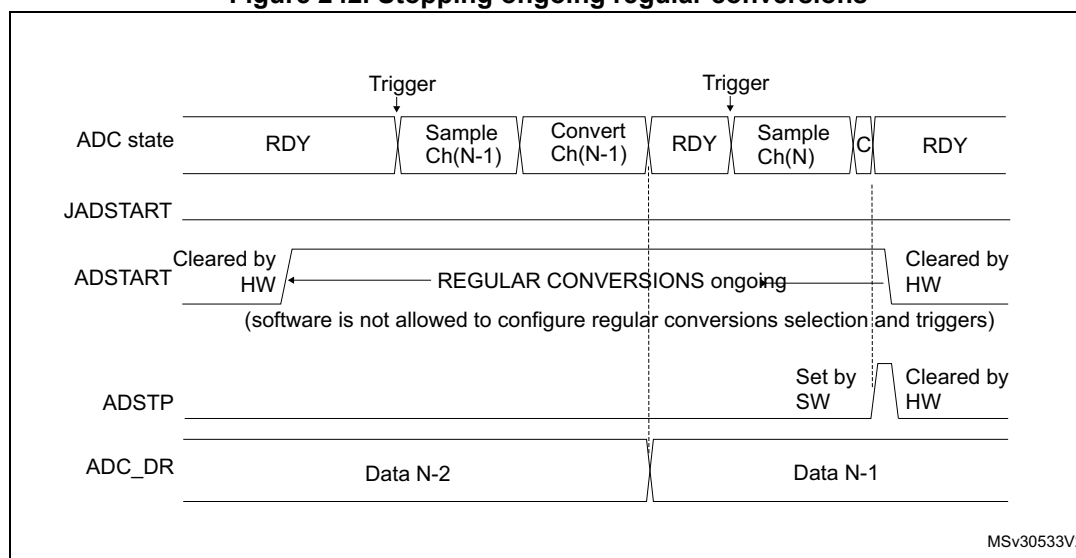 Figure 242. Stopping ongoing regular conversions
Trigger Trigger
ADC state RDY Sample Ch(N-1) Convert Ch(N-1) RDY Sample Ch(N) C RDY
JADSTART
ADSTART Cleared by HW REGULAR CONVERSIONS ongoing Cleared by HW
(software is not allowed to configure regular conversions selection and triggers)
ADSTP Set by SW Cleared by HW
ADC_DR Data N-2 Data N-1